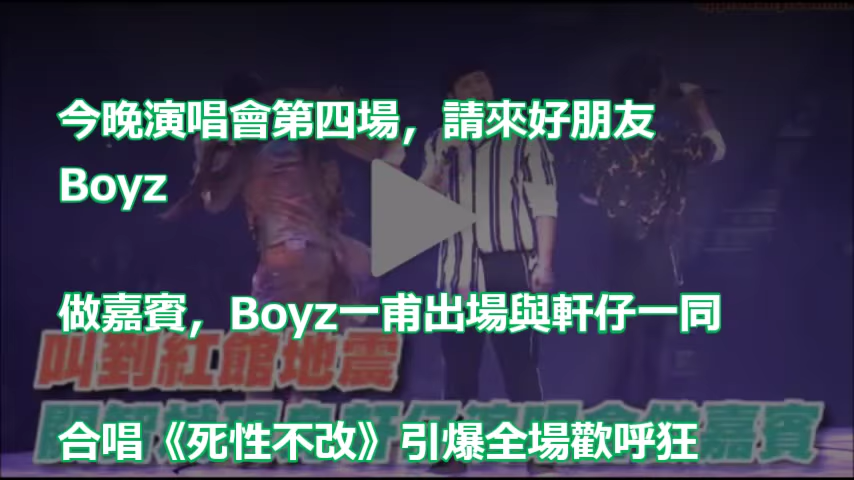 今晚演唱會第四場，請來好朋友
Boyz
做嘉賓，Boyz一甫出場與軒仔一同
叫到紅館地震
合唱《死性不改》引爆全場歡呼狂